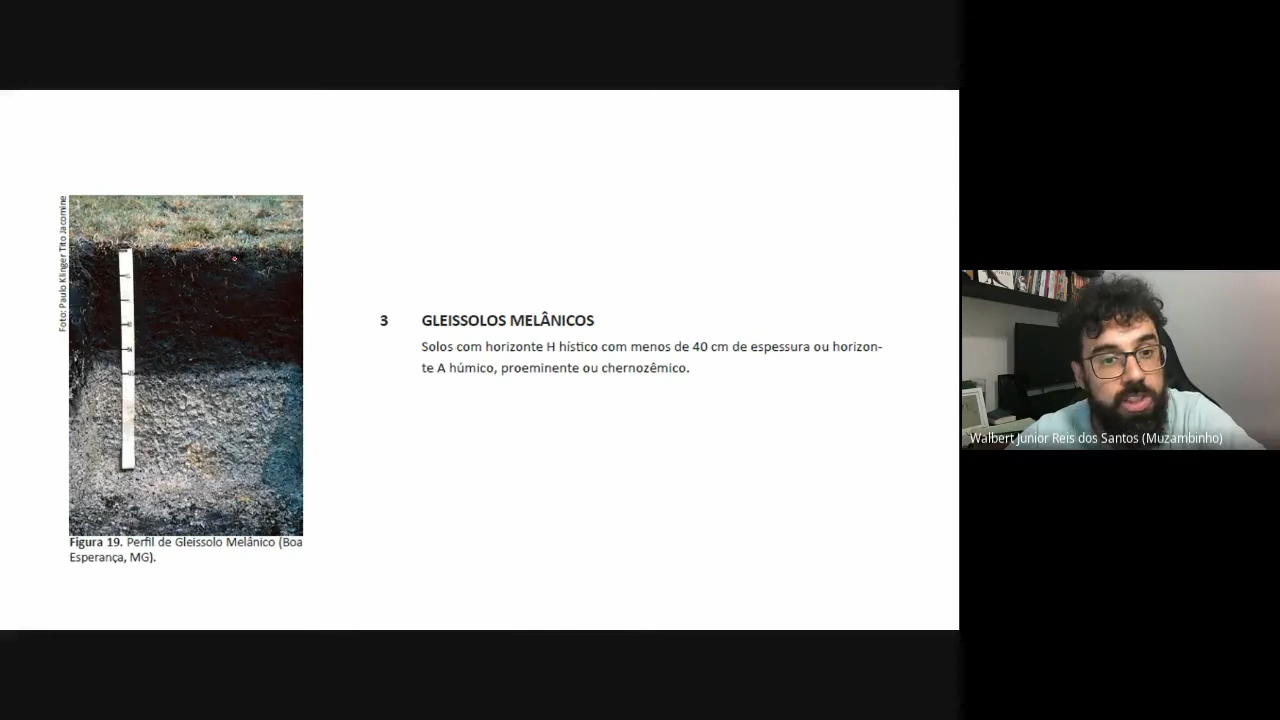 Foto: Paulo Klinger Tito Jacomine
3 GLEISSOLOS MELÂNICOS
Solos com horizonte H hístico com menos de 40 cm de espessura ou horizon-
te A húmico, proeminente ou chernozêmico.
Figura 19. Perfil de Gleissolo Melânico (Boa
Esperança, MG).
Walbert Junior Reis dos Santos (Muzambinho)